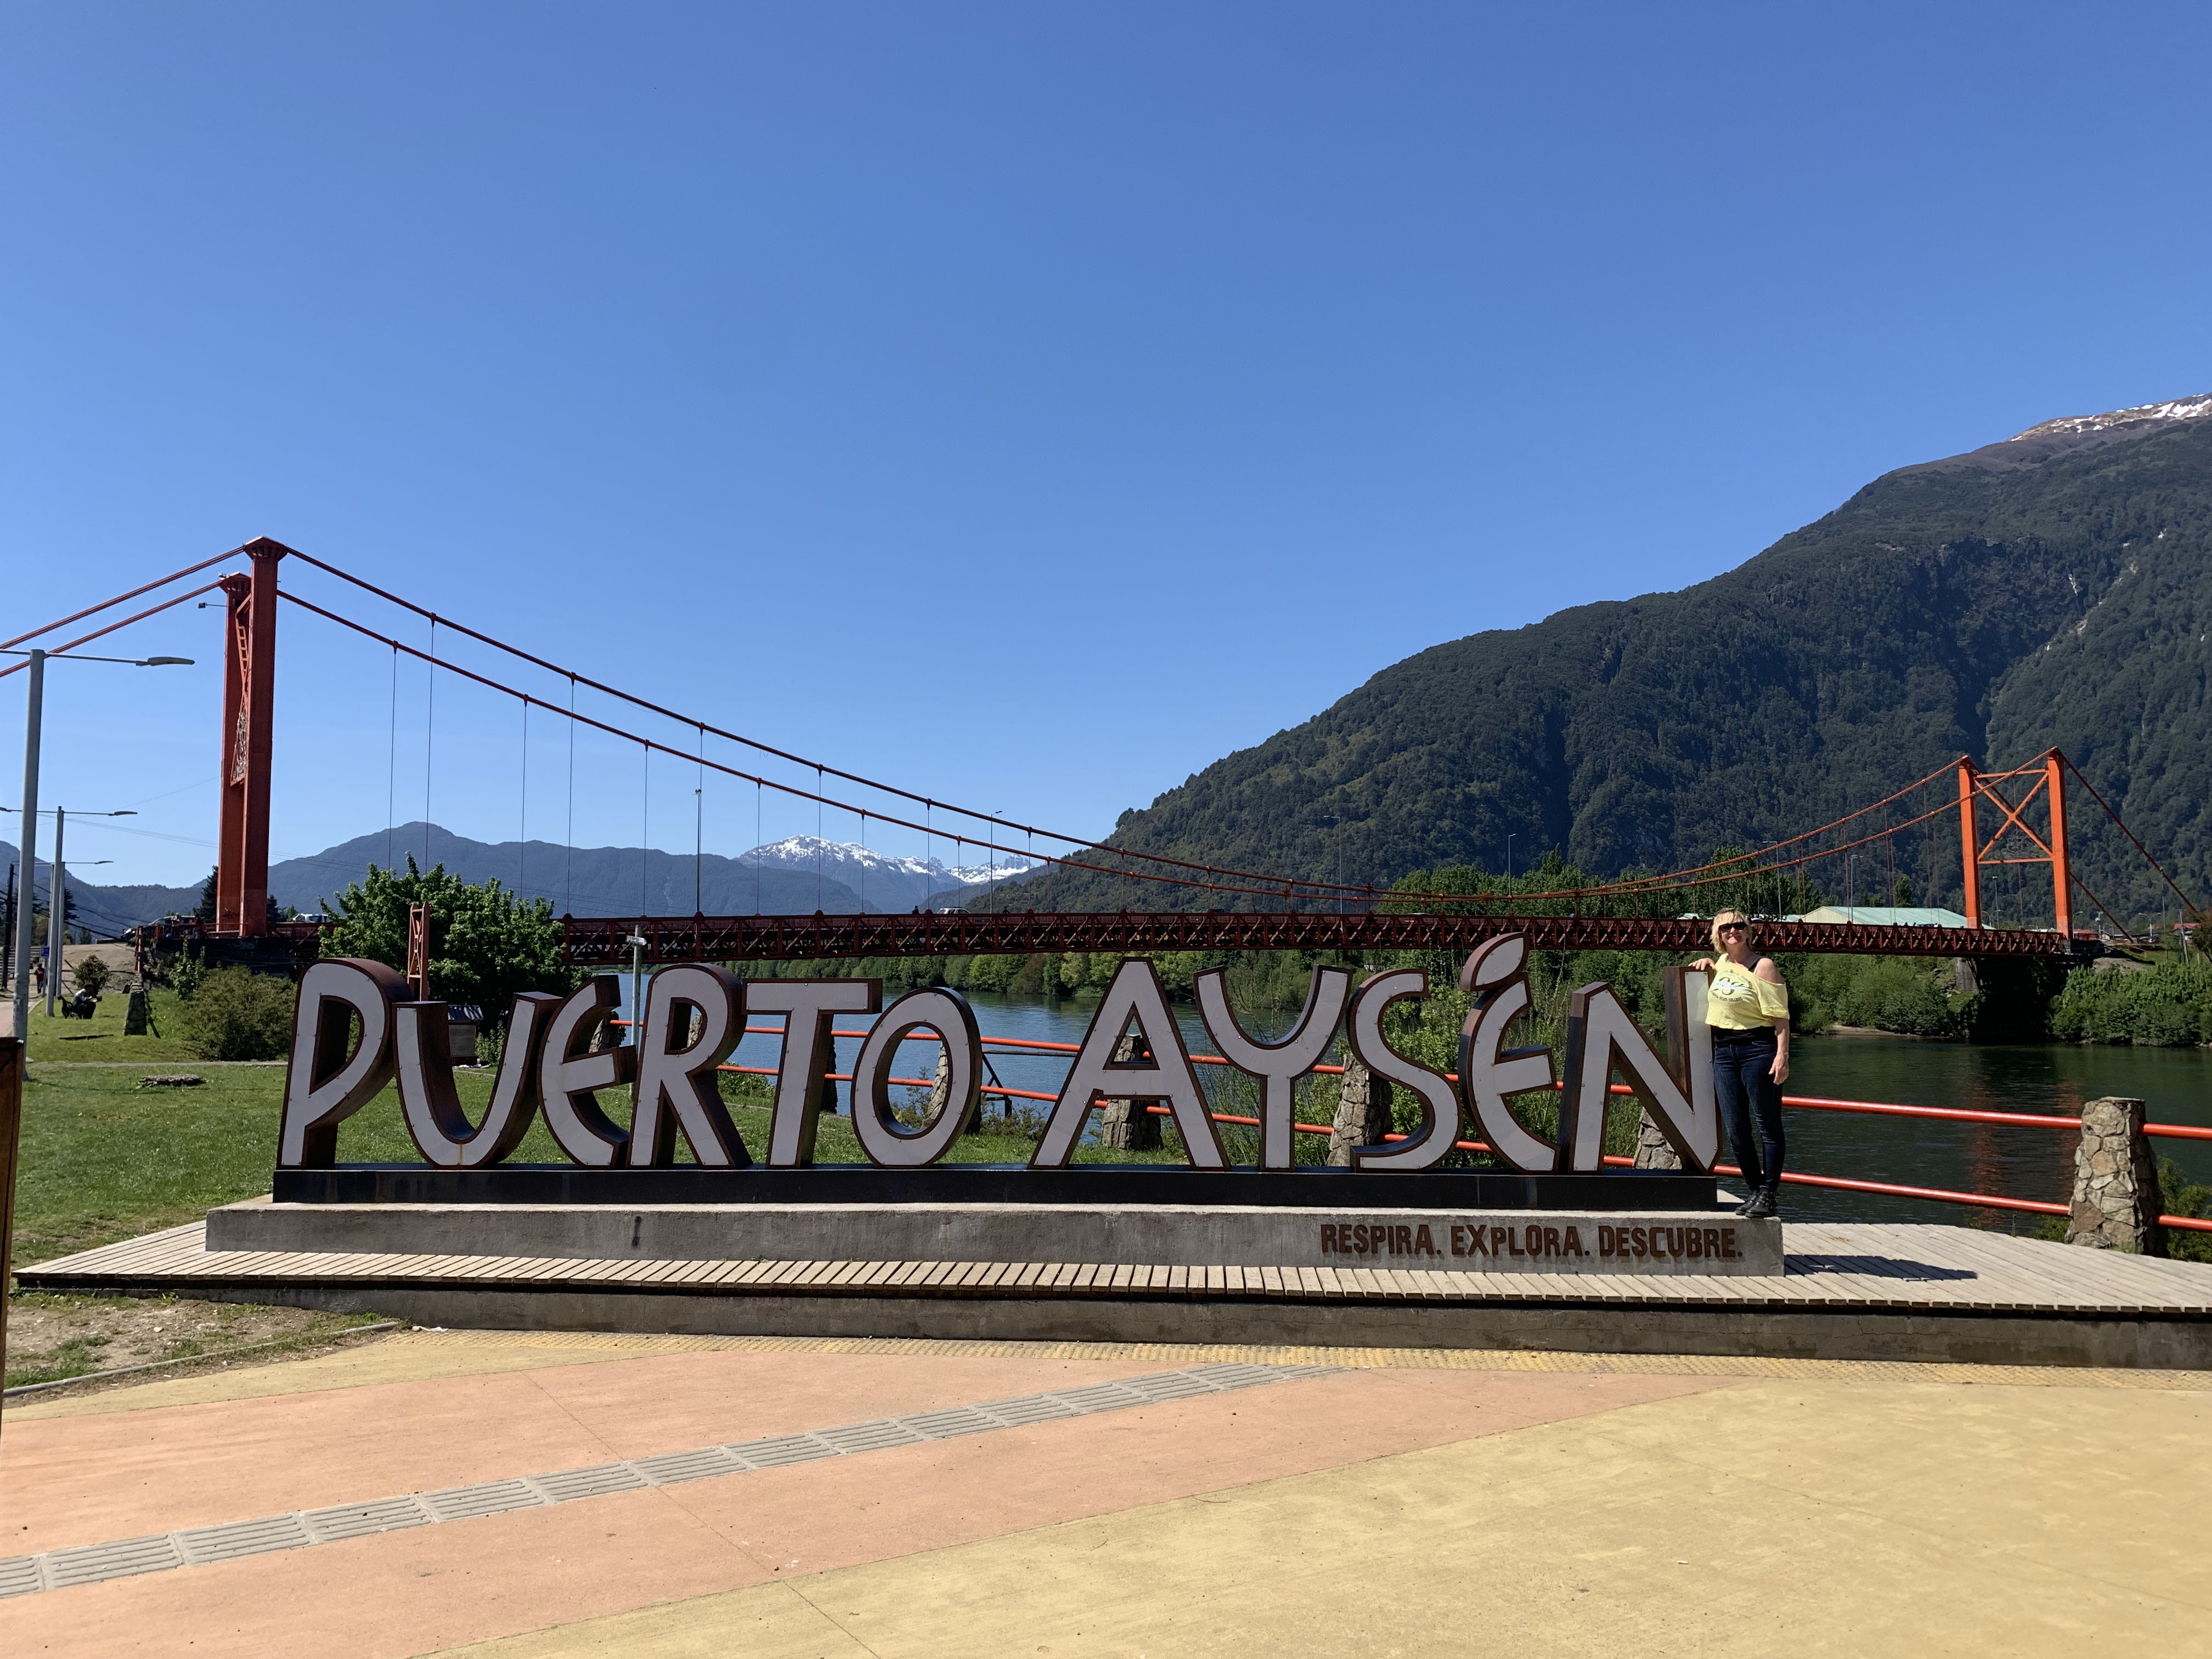 PUERTO AYSÉN
RESPIRA. EXPLORA. DESCUBRE.